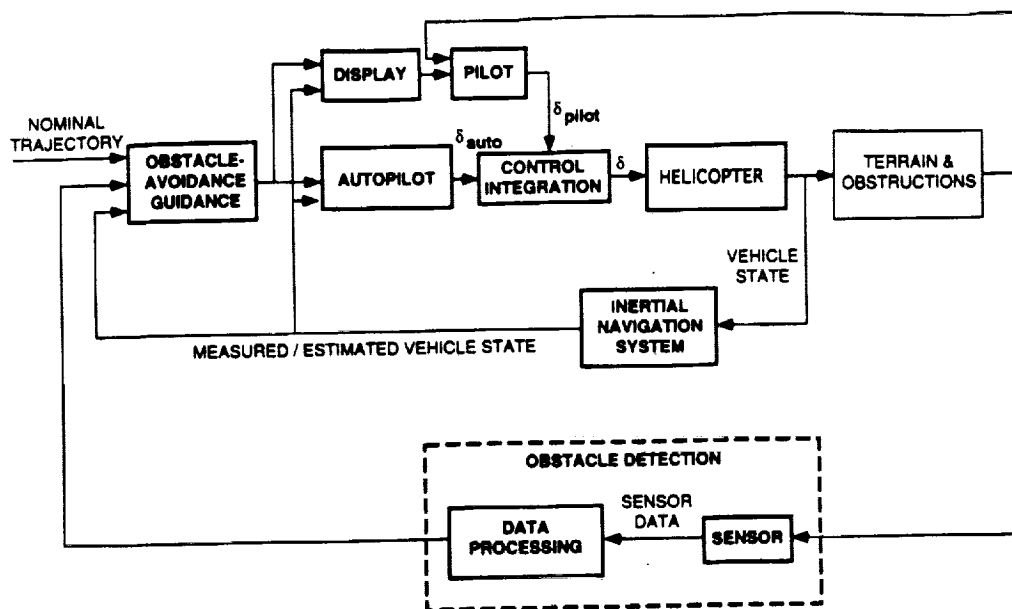 DISPLAY
PILOT
NOMINAL
TRAJECTORY
δpilot
δauto
OBSTACLE-
AVOIDANCE
GUIDANCE
AUTOPILOT
CONTROL
INTEGRATION
δ
HELICOPTER
TERRAIN &
OBSTRUCTIONS
VEHICLE
STATE
INERTIAL
NAVIGATION
SYSTEM
MEASURED / ESTIMATED VEHICLE STATE
OBSTACLE DETECTION
DATA
PROCESSING
SENSOR
DATA
SENSOR